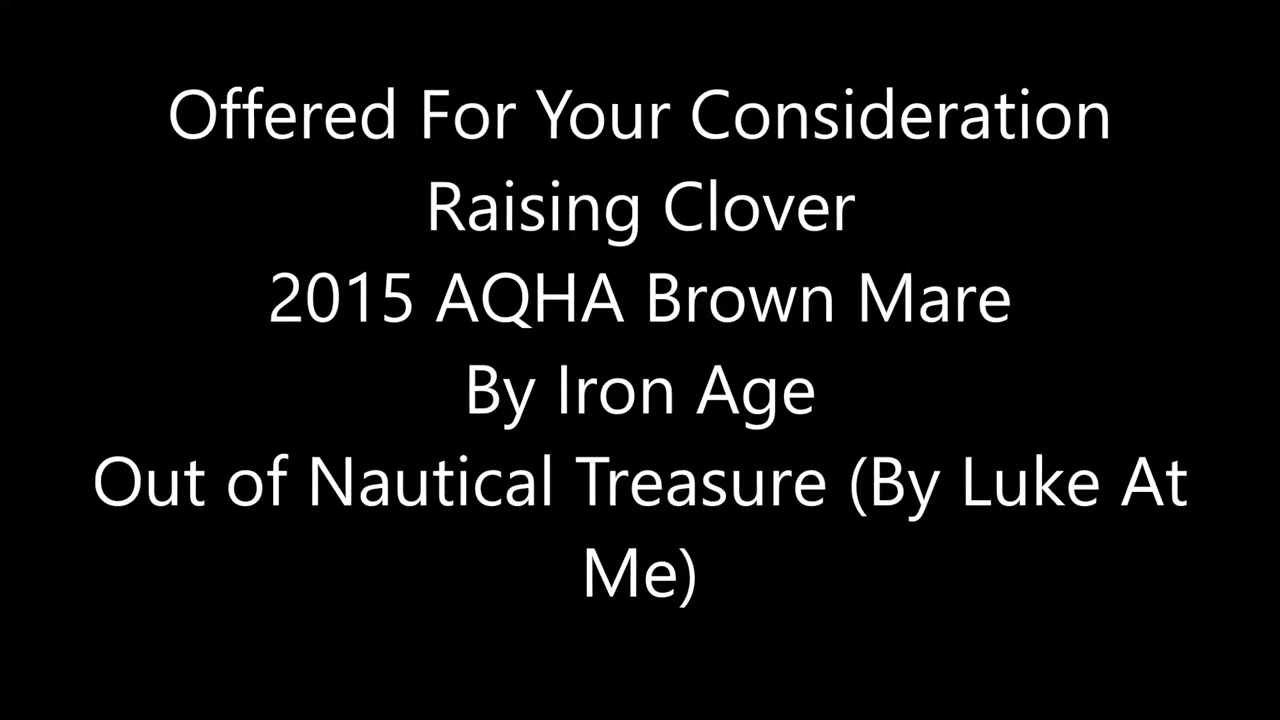 Offered For Your Consideration
Raising Clover
2015 AQHA Brown Mare
By Iron Age
Out of Nautical Treasure (By Luke At
Me)